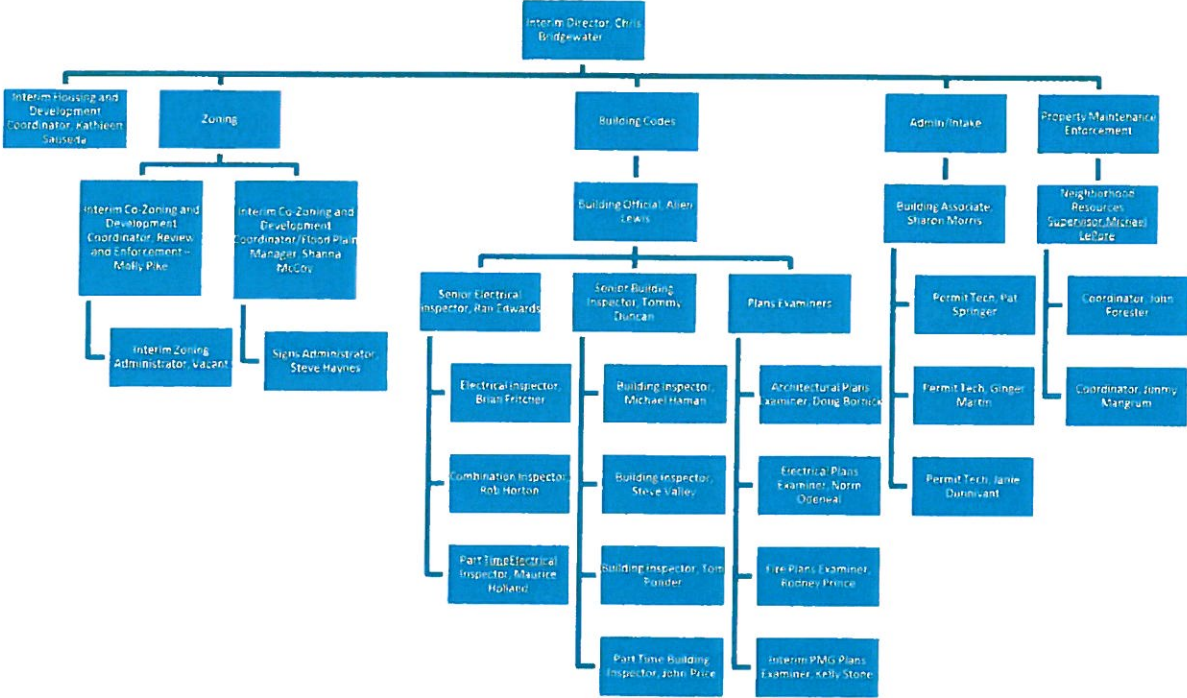 Interim Director, Chris
Bridgewater
Interim Housing and
Development
Coordinator, Kathleen
Sauseda
Zoning
Building Codes
Admin/Intake
Property Maintenance
Enforcement
Interim Co-Zoning and
Development
Coordinator, Review
and Enforcement –
Molly Pike
Interim Co-Zoning and
Development
Coordinator/Flood Plain
Manager, Shanna
McCoy
Building Official, Allen
Lewis
Building Associate,
Sharon Morris
Neighborhood
Resources
Supervisor, Michael
Interim Zoning
Administrator, Vacant
Signs Administrator,
Steve Haynes
Senior Electrical
Inspector, Ran Edwards
Senior Building
Inspector, Tommy
Duncan
Plans Examiners
Permit Tech, Pat
Springer
Coordinator, John
Forester
Electrical Inspector,
Brian Fritcher
Building Inspector,
Michael Haman
Architectural Plans
Examiner, Doug
Permit Tech, Ginger
Martin
Coordinator, Jimmy
Mangrum
Combination Inspector,
Rob Horton
Building Inspector,
Steve Valley
Electrical Plans
Examiner, Norm
Odeneal
Permit Tech, Janie
Dunnivant
Part Time Electrical
Inspector, Maurice
Holland
Building Inspector, Tom
Ponder
Fire Plans Examiner,
Rodney Prince
Part Time Building
Inspector, John Price
Interim PMG Plans
Examiner, Kelly Stone